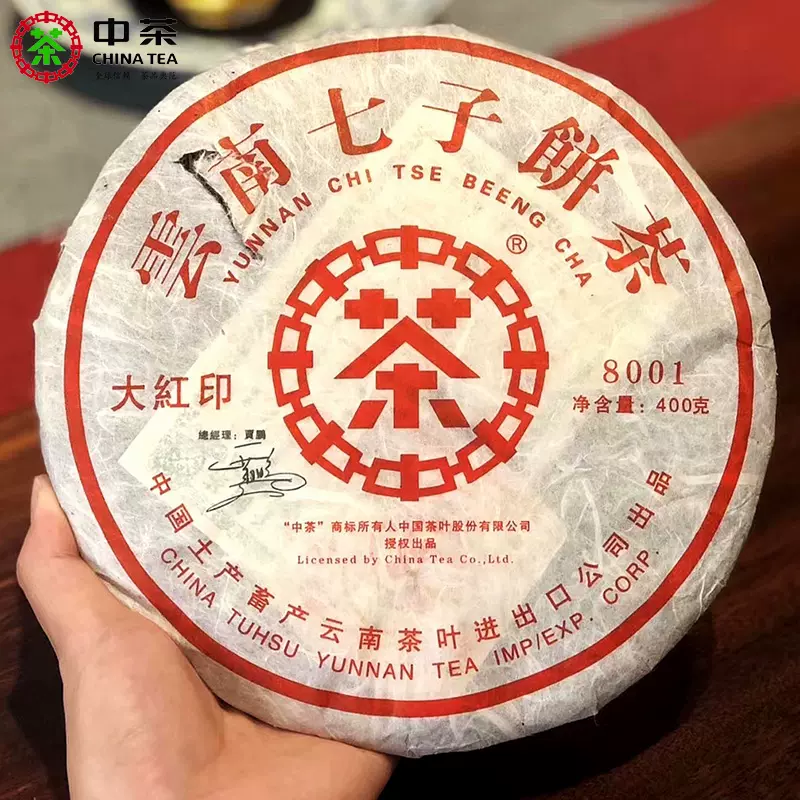 中茶
CHINA TEA
雲南七子餅茶
YUNNAN CHI TSE BEENG CHA
®
茶
大紅印
8001
净含量：400克
總經理：賈鵬
“中茶”商标所有人中国茶叶股份有限公司
授权出品
Licensed by China Tea Co.,Ltd.
中国土产畜产云南茶叶进出口公司出品
CHINA TUHSU YUNNAN TEA IMP/EXP. CORP.